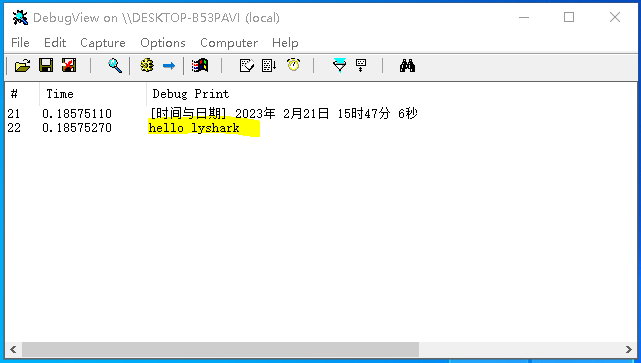 DebugView on \\DESKTOP-B53PAVI (local)
File Edit Capture Options Computer Help
# Time Debug Print
21 0.18575110 [时间与日期] 2023年 2月21日 15时47分 6秒
22 0.18575270 hello lyshark